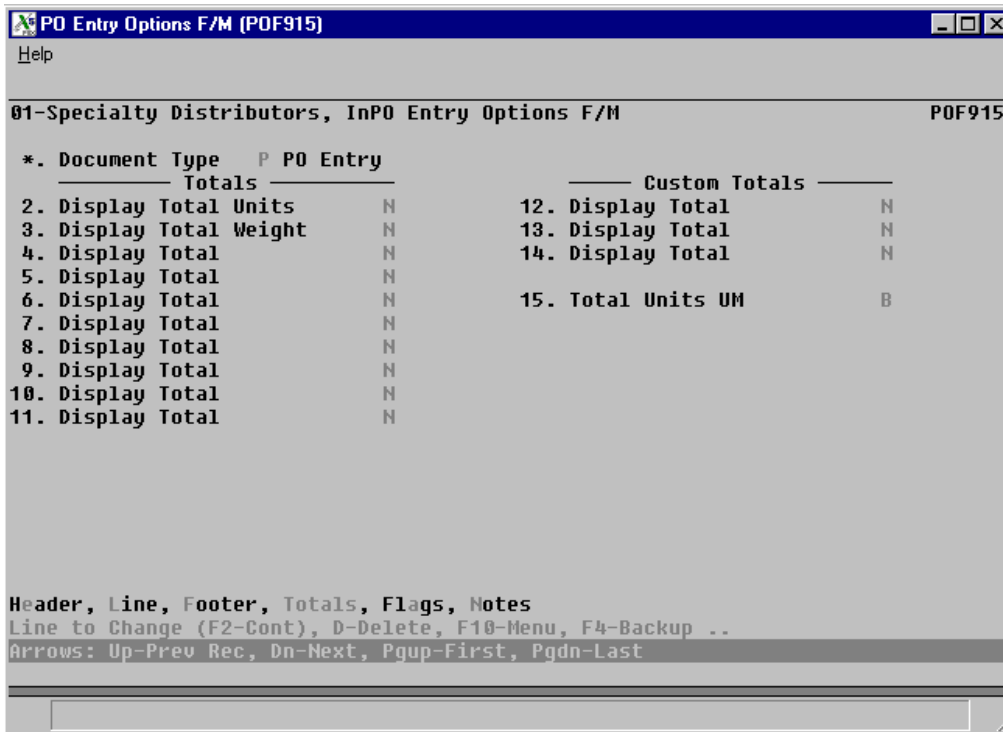 PO Entry Options F/M (POF915)
Help
01-Specialty Distributors, InPO Entry Options F/M POF915
*. Document Type P PO Entry
Totals Custom Totals
2. Display Total Units N 12. Display Total N
3. Display Total Weight N 13. Display Total N
4. Display Total N 14. Display Total N
5. Display Total N
6. Display Total N 15. Total Units UM B
7. Display Total N
8. Display Total N
9. Display Total N
10. Display Total N
11. Display Total N
Header, Line, Footer, Totals, Flags, Notes
Line to Change (F2-Cont), D-Delete, F10-Menu, F4-Backup ..
Arrows: Up-Prev Rec, Dn-Next, Pgup-First, Pgdn-Last